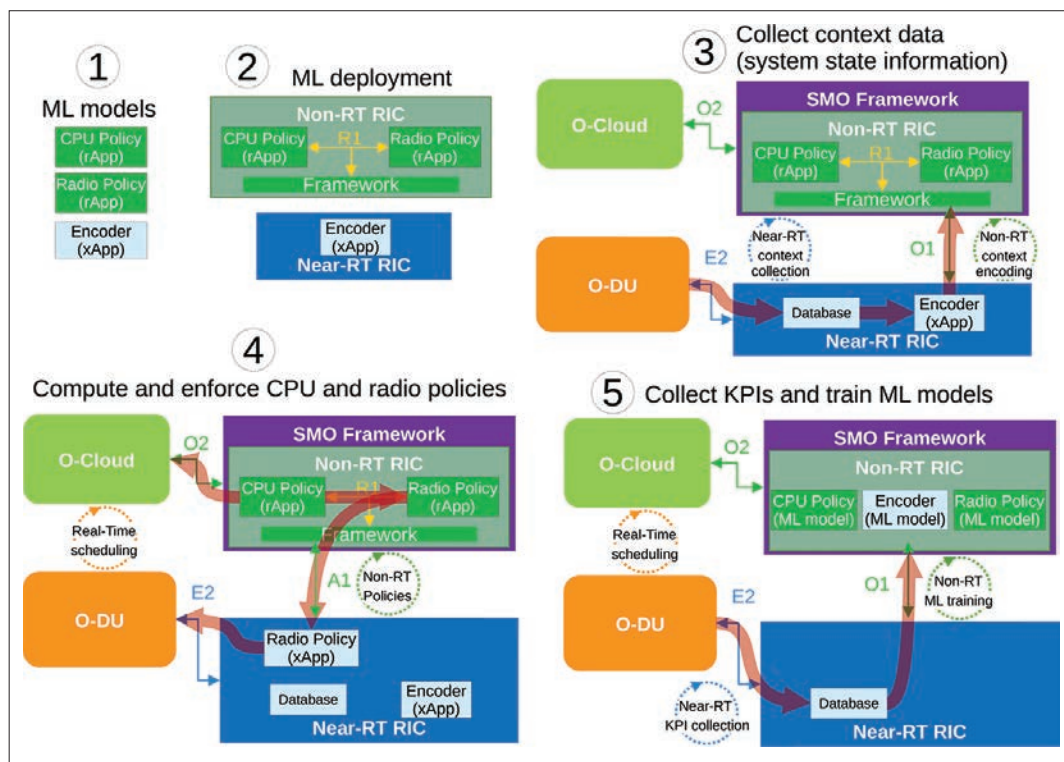 1
ML models
CPU Policy
(rApp)
Radio Policy
(rApp)
Encoder
(xApp)
2
ML deployment
Non-RT RIC
CPU Policy
(rApp)
R1
Radio Policy
(rApp)
Framework
Encoder
(xApp)
Near-RT RIC
3
Collect context data
(system state information)
O-Cloud
O2
SMO Framework
Non-RT RIC
CPU Policy
(rApp)
R1
Radio Policy
(rApp)
Framework
Near-RT
context
collection
O1
Non-RT
context
encoding
O-DU
E2
Database
Encoder
(xApp)
Near-RT RIC
4
Compute and enforce CPU and radio policies
O-Cloud
O2
SMO Framework
Non-RT RIC
CPU Policy
(rApp)
R1
Radio Policy
(rApp)
Framework
Real-Time
scheduling
A1
Non-RT
Policies
O-DU
E2
Radio Policy
(xApp)
Database
Encoder
(xApp)
Near-RT RIC
5
Collect KPIs and train ML models
O-Cloud
O2
SMO Framework
Non-RT RIC
CPU Policy
(ML model)
Encoder
(ML model)
Radio Policy
(ML model)
Real-Time
scheduling
O1
Non-RT
ML training
O-DU
E2
Near-RT
KPI collection
Database
Near-RT RIC